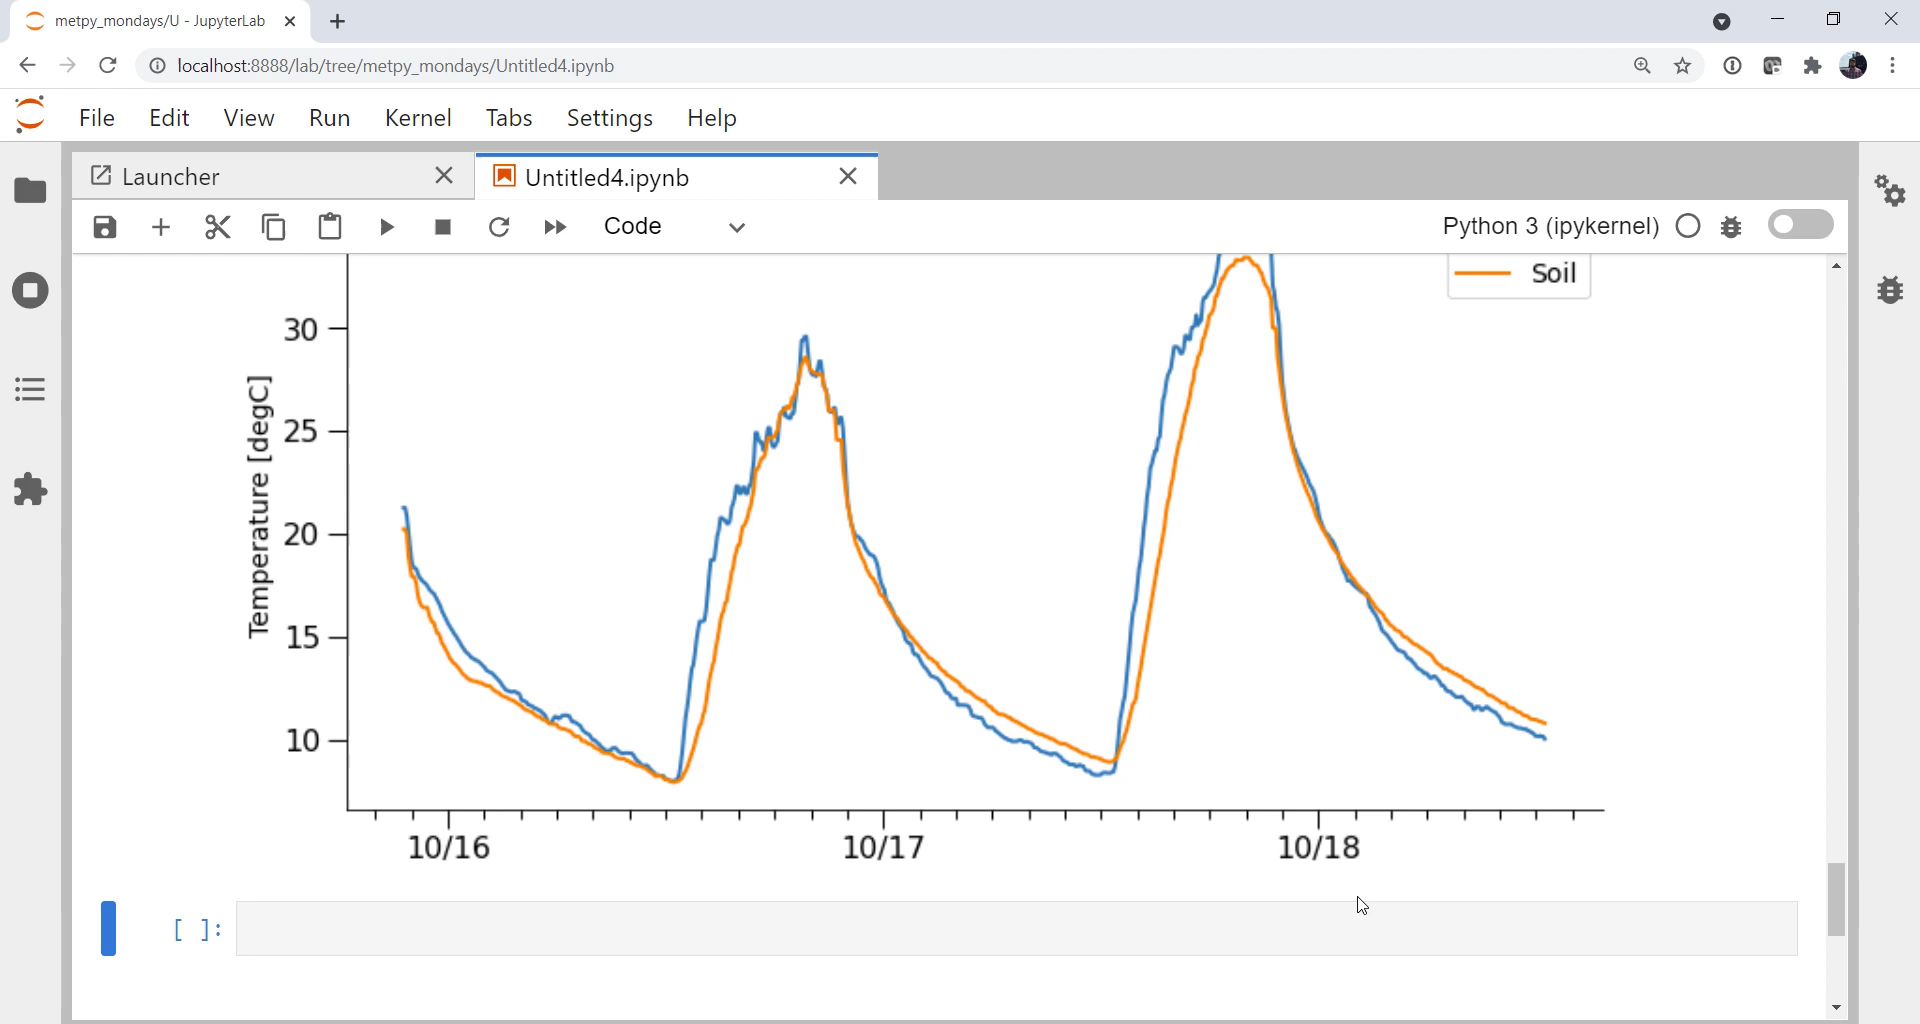 metpy_mondays/U - JupyterLab
localhost:8888/lab/tree/metpy_mondays/Untitled4.ipynb
File Edit View Run Kernel Tabs Settings Help
Launcher
Untitled4.ipynb
Code
Python 3 (ipykernel)
Soil
30
25
20
15
10
Temperature [degC]
10/16 10/17 10/18
[ ]: